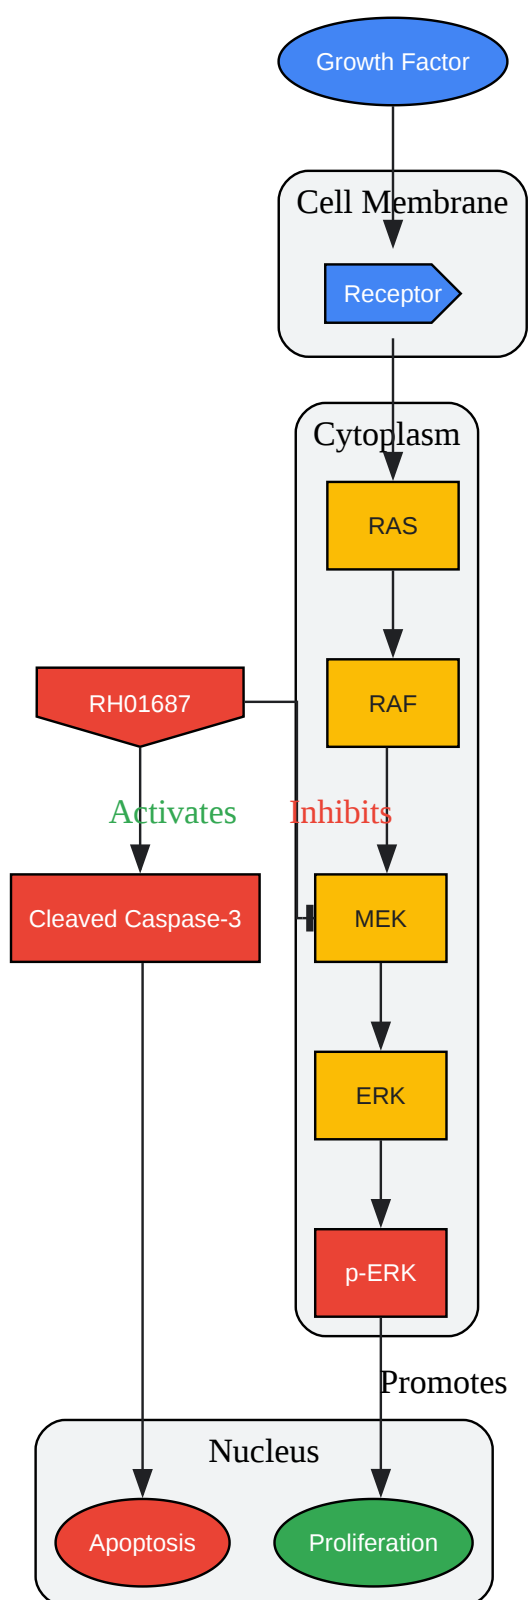 Growth Factor
Cell Membrane
Receptor
Cytoplasm
RAS
RH01687
RAF
Activates
Inhibits
Cleaved Caspase-3
MEK
ERK
p-ERK
Promotes
Nucleus
Apoptosis
Proliferation